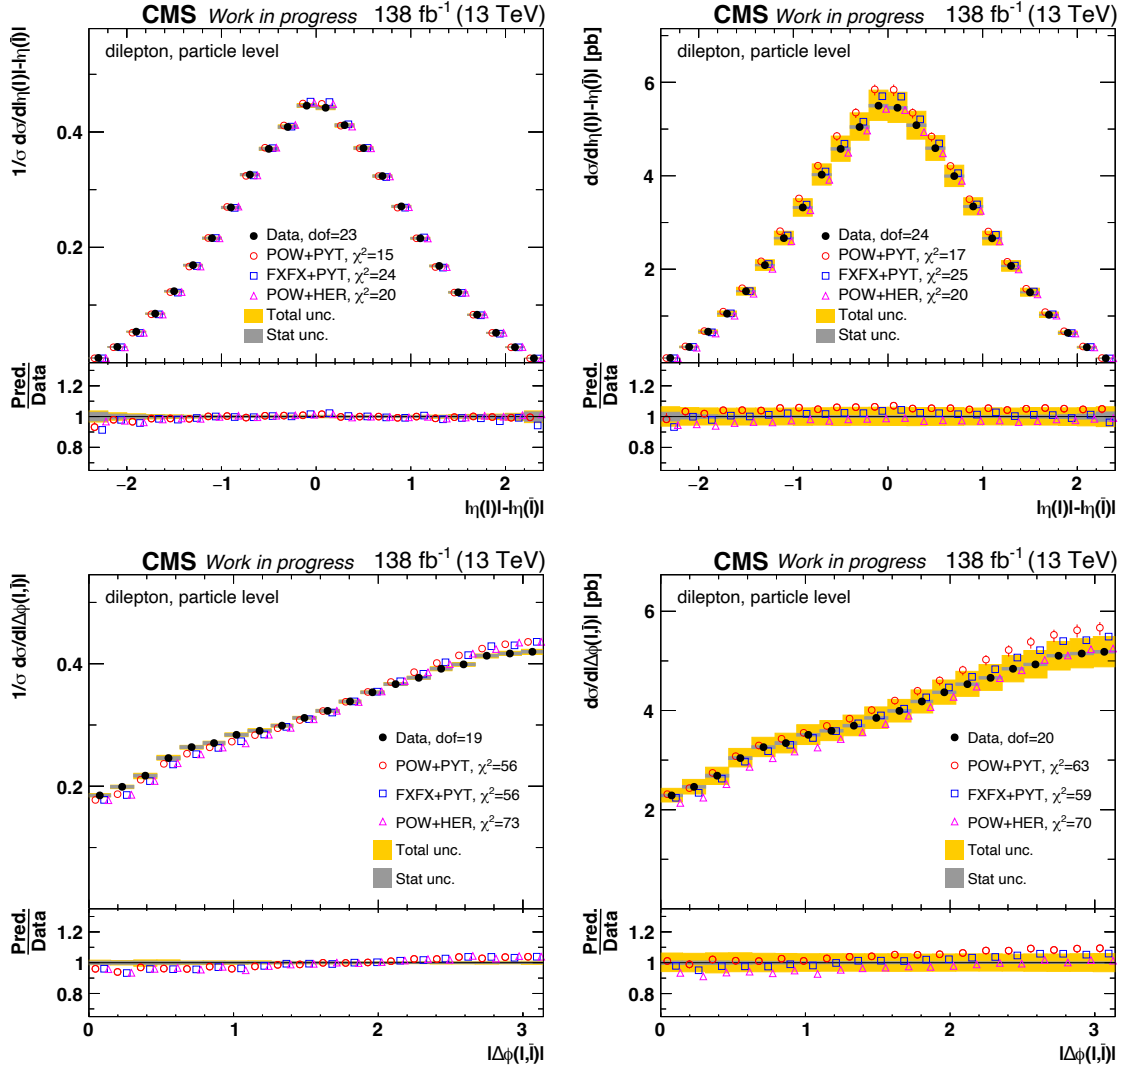 CMS Work in progress 138 fb⁻¹ (13 TeV)
dilepton, particle level
1/σ dσ/d|η(l)|-|η(l̄)|
0.4
0.2
Data, dof=23
POW+PYT, χ²=15
FXFX+PYT, χ²=24
POW+HER, χ²=20
Total unc.
Stat unc.
Pred.
Data
1.2
1
0.8
−2 −1 0 1 2
|η(l)|-|η(l̄)|
CMS Work in progress 138 fb⁻¹ (13 TeV)
dilepton, particle level
dσ/d|η(l)|-|η(l̄)| [pb]
6
4
2
Data, dof=24
POW+PYT, χ²=17
FXFX+PYT, χ²=25
POW+HER, χ²=20
Total unc.
Stat unc.
Pred.
Data
1.2
1
0.8
−2 −1 0 1 2
|η(l)|-|η(l̄)|
CMS Work in progress 138 fb⁻¹ (13 TeV)
dilepton, particle level
1/σ dσ/d|Δϕ(l,l̄)|
0.4
0.2
Data, dof=19
POW+PYT, χ²=56
FXFX+PYT, χ²=56
POW+HER, χ²=73
Total unc.
Stat unc.
Pred.
Data
1.2
1
0.8
0 1 2 3
|Δϕ(l,l̄)|
CMS Work in progress 138 fb⁻¹ (13 TeV)
dilepton, particle level
dσ/d|Δϕ(l,l̄)| [pb]
6
4
2
Data, dof=20
POW+PYT, χ²=63
FXFX+PYT, χ²=59
POW+HER, χ²=70
Total unc.
Stat unc.
Pred.
Data
1.2
1
0.8
0 1 2 3
|Δϕ(l,l̄)|